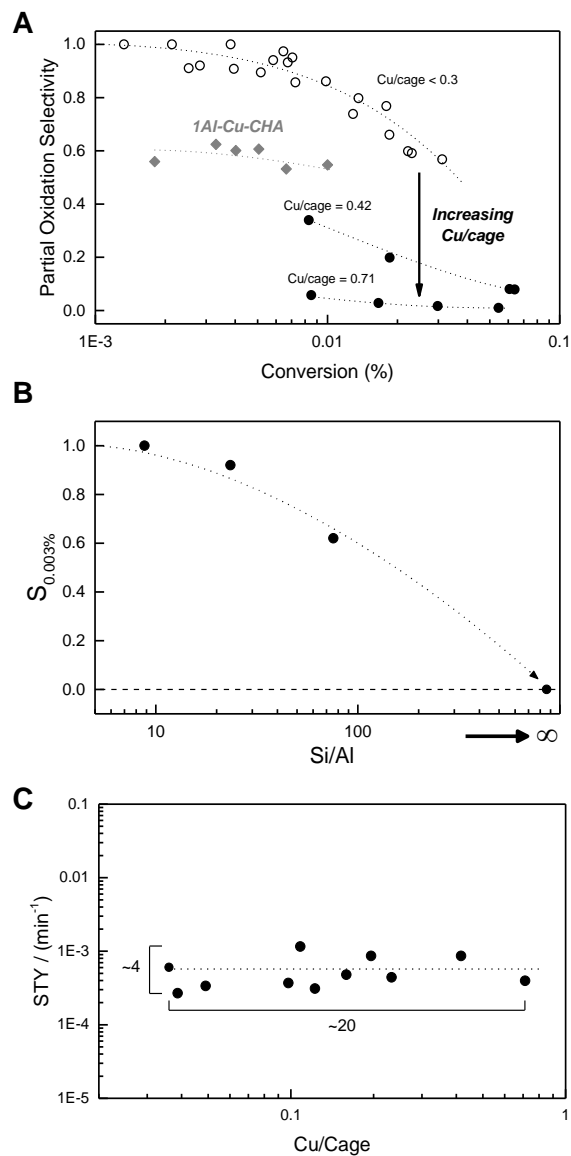 A
Partial Oxidation Selectivity
1.0
0.8
0.6
0.4
0.2
0.0
Cu/cage < 0.3
1Al-Cu-CHA
Cu/cage = 0.42
Increasing
Cu/cage
Cu/cage = 0.71
1E-3
0.01
0.1
Conversion (%)
B
S0.003%
1.0
0.8
0.6
0.4
0.2
0.0
10
100
∞
Si/Al
C
STY / (min⁻¹)
0.1
0.01
1E-3
1E-4
1E-5
~4
~20
0.1
1
Cu/Cage